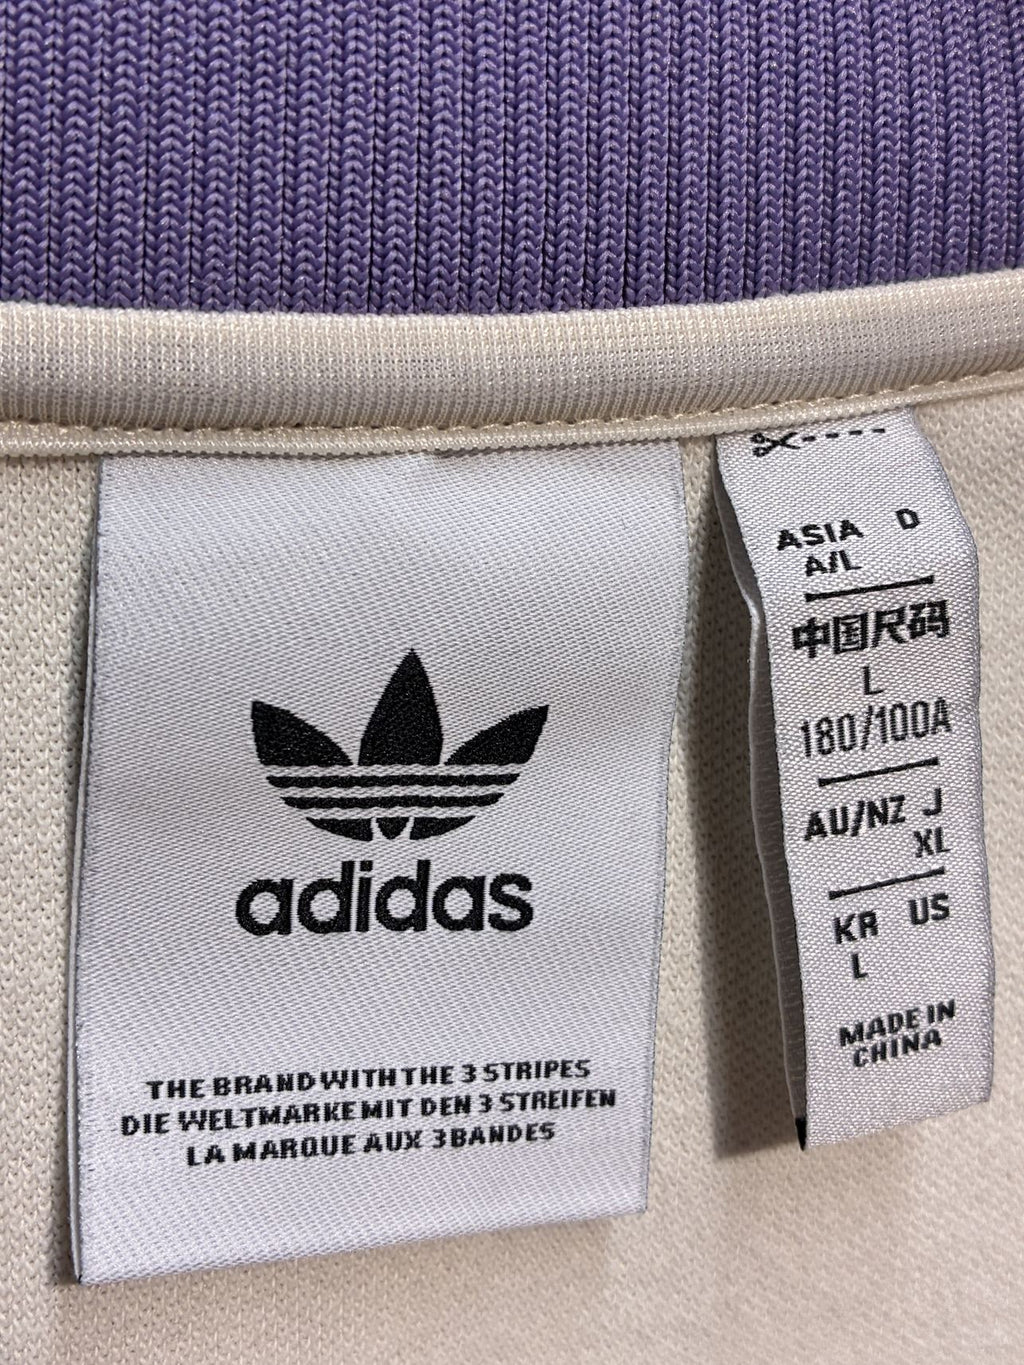 adidas
THE BRAND WITH THE 3 STRIPES
DIE WELTMARKE MIT DEN 3 STREIFEN
LA MARQUE AUX 3 BANDES
ASIA D
A/L
中国尺码
L
180/100A
AU/NZ J
XL
KR US
L
MADE IN
CHINA